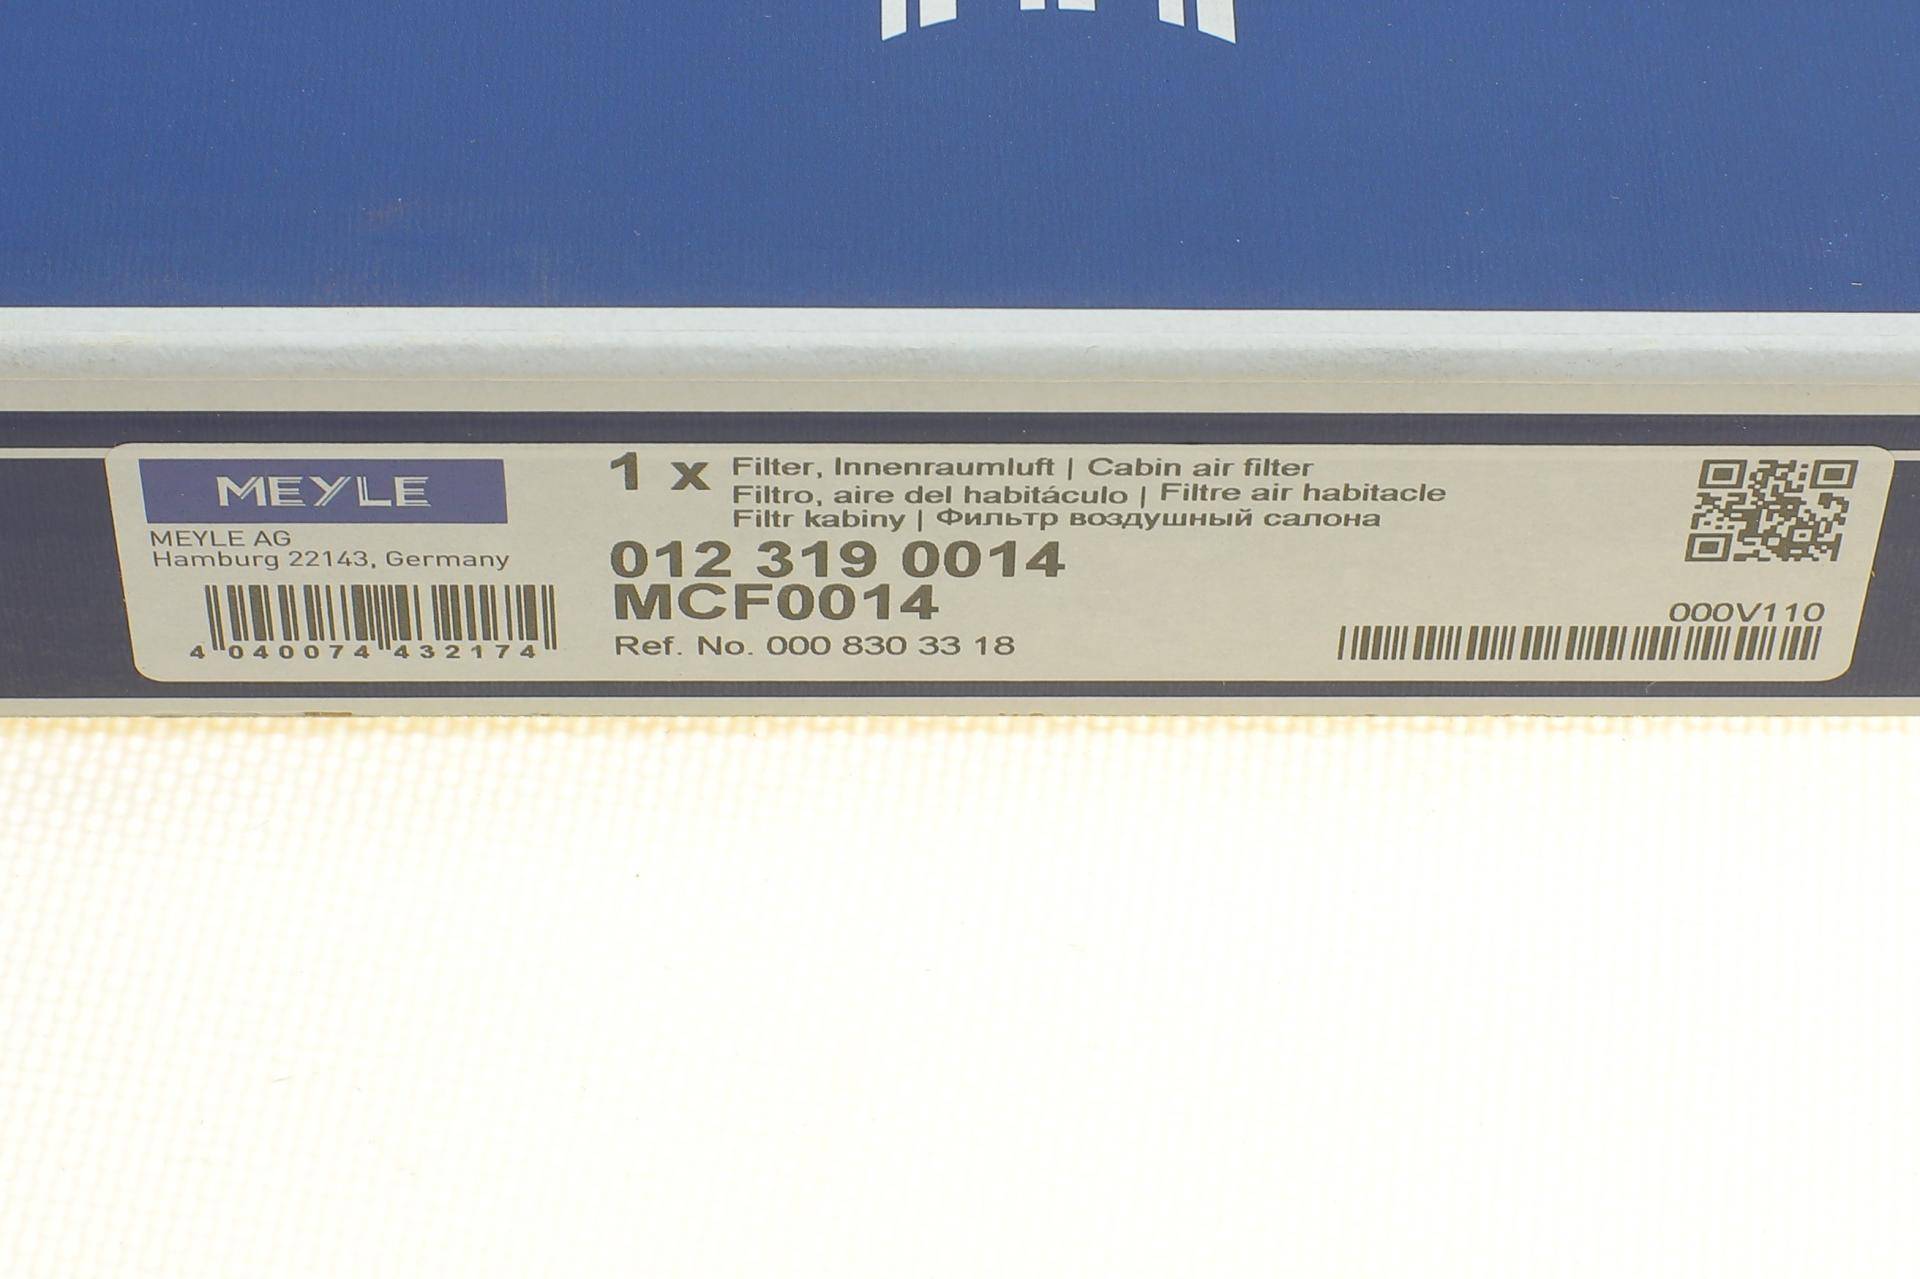 MEYLE
MEYLE AG
Hamburg 22143, Germany
4 040074 432174
1 x Filter, Innenraumluft | Cabin air filter
Filtro, aire del habitáculo | Filtre air habitacle
Filtr kabiny | Фильтр воздушный салона
012 319 0014
MCF0014
Ref. No. 000 830 33 18
000V110